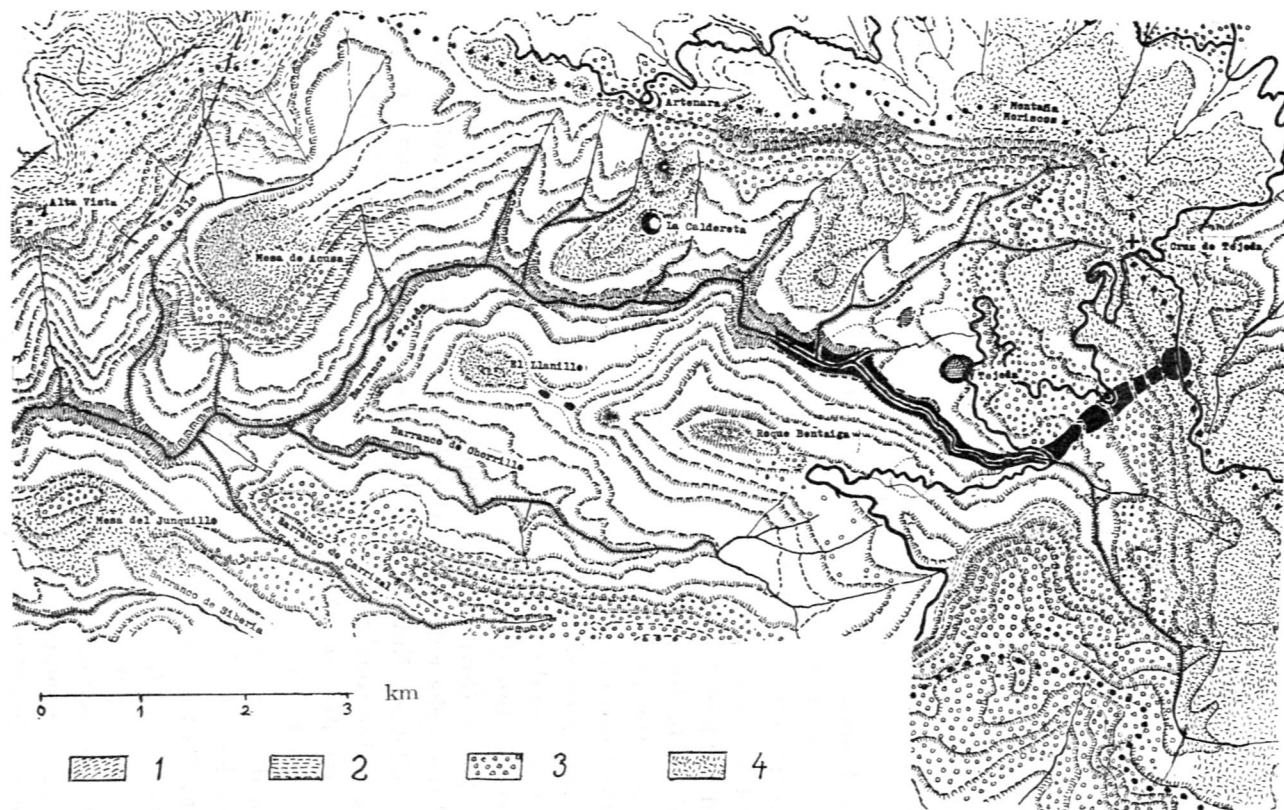 Artenara
Montaña
Moriscos
Alta Vista
Barranco de Silo
La Caldereta
Cruz de Tejeda
Mesa de Acusa
Barranco de Tejeda
El Llanillo
Tejeda
Roque Bentaiga
Barranco de Chorrillo
Mesa del Junquillo
Barranco de Carrizal
Barranco de Siberia
km
0 1 2 3
1 2 3 4